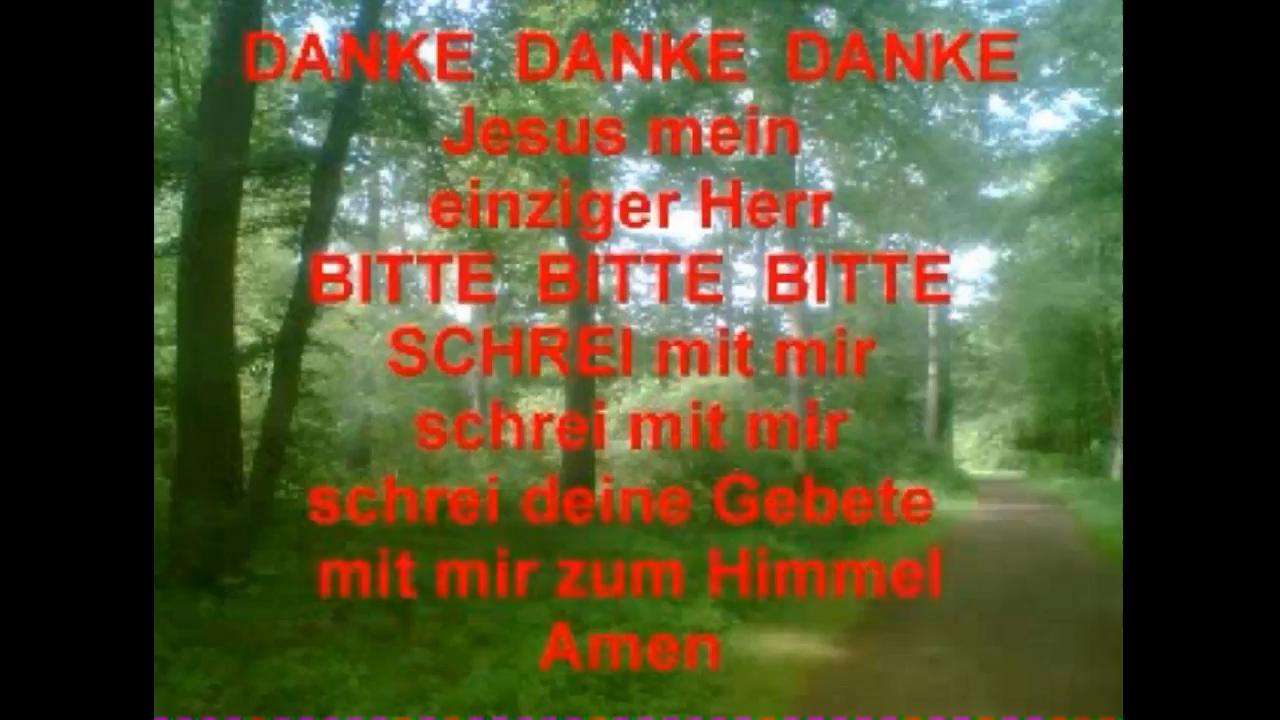 DANKE DANKE DANKE
Jesus mein
einziger Herr
BITTE BITTE BITTE
SCHREI mit mir
schrei mit mir
schrei deine Gebete
mit mir zum Himmel
Amen